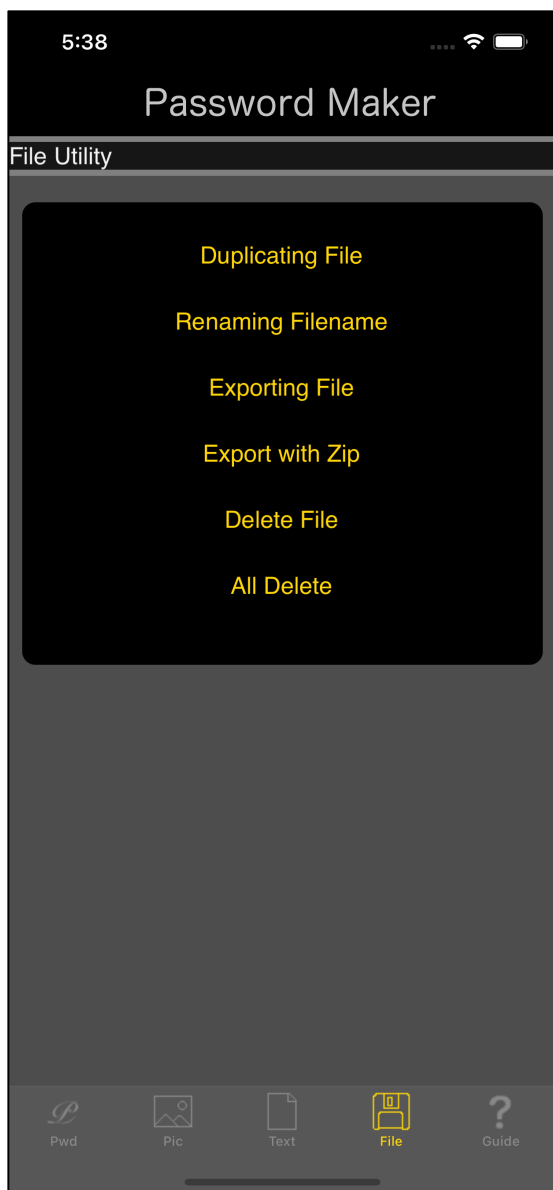 5:38
Password Maker
File Utility
Duplicating File
Renaming Filename
Exporting File
Export with Zip
Delete File
All Delete
Pwd
Pic
Text
File
Guide